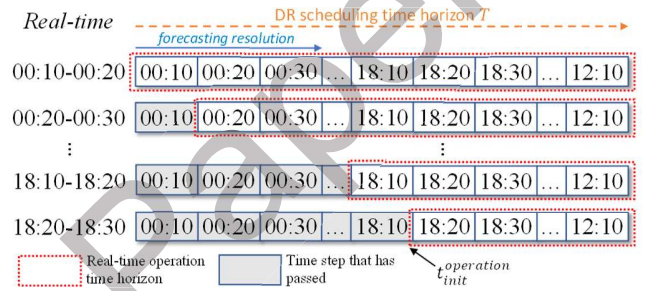 Real-time
DR scheduling time horizon T
forecasting resolution
00:10-00:20 00:10 00:20 00:30 ... 18:10 18:20 18:30 ... 12:10
00:20-00:30 00:10 00:20 00:30 ... 18:10 18:20 18:30 ... 12:10
⋮ ⋮
18:10-18:20 00:10 00:20 00:30 ... 18:10 18:20 18:30 ... 12:10
18:20-18:30 00:10 00:20 00:30 ... 18:10 18:20 18:30 ... 12:10
Real-time operation
time horizon
Time step that has
passed
t_init^operation
Paper